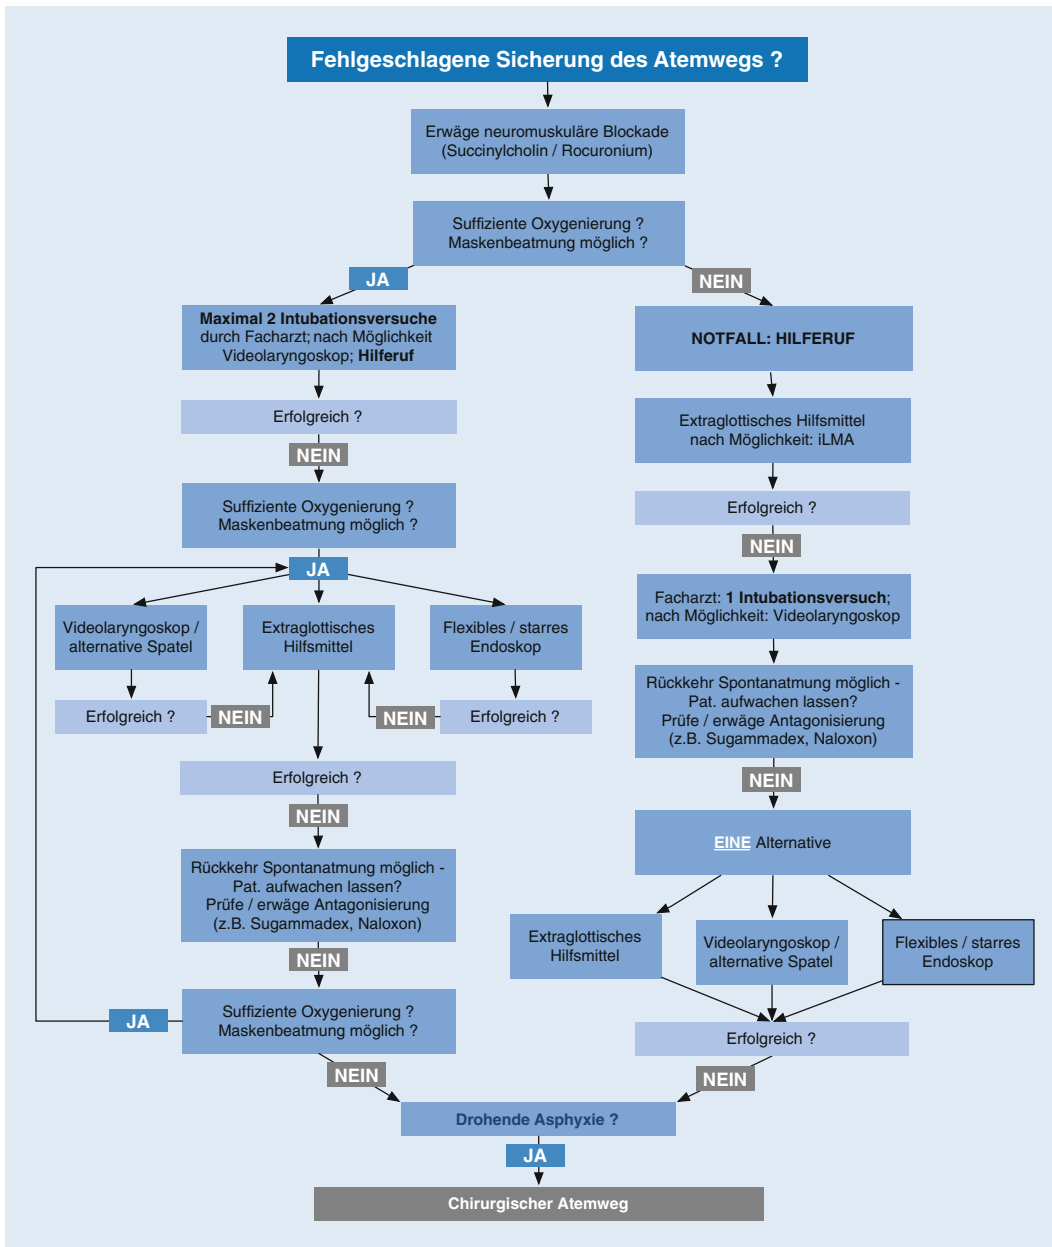 Fehlgeschlagene Sicherung des Atemwegs ?
Erwäge neuromuskuläre Blockade
(Succinylcholin / Rocuronium)
Suffiziente Oxygenierung ?
Maskenbeatmung möglich ?
JA
Maximal 2 Intubationsversuche
durch Facharzt; nach Möglichkeit
Videolaryngoskop; Hilferuf
Erfolgreich ?
NEIN
Suffiziente Oxygenierung ?
Maskenbeatmung möglich ?
JA
Videolaryngoskop /
alternative Spatel
Extraglottisches
Hilfsmittel
Flexibles / starres
Endoskop
Erfolgreich ?
NEIN
NEIN
Erfolgreich ?
Erfolgreich ?
NEIN
Rückkehr Spontanatmung möglich -
Pat. aufwachen lassen?
Prüfe / erwäge Antagonisierung
(z.B. Sugammadex, Naloxon)
NEIN
JA
Suffiziente Oxygenierung ?
Maskenbeatmung möglich ?
NEIN
NEIN
NOTFALL: HILFERUF
Extraglottisches Hilfsmittel
nach Möglichkeit: iLMA
Erfolgreich ?
NEIN
Facharzt: 1 Intubationsversuch;
nach Möglichkeit: Videolaryngoskop
Rückkehr Spontanatmung möglich -
Pat. aufwachen lassen?
Prüfe / erwäge Antagonisierung
(z.B. Sugammadex, Naloxon)
NEIN
EINE Alternative
Extraglottisches
Hilfsmittel
Videolaryngoskop /
alternative Spatel
Flexibles / starres
Endoskop
Erfolgreich ?
NEIN
Drohende Asphyxie ?
JA
Chirurgischer Atemweg